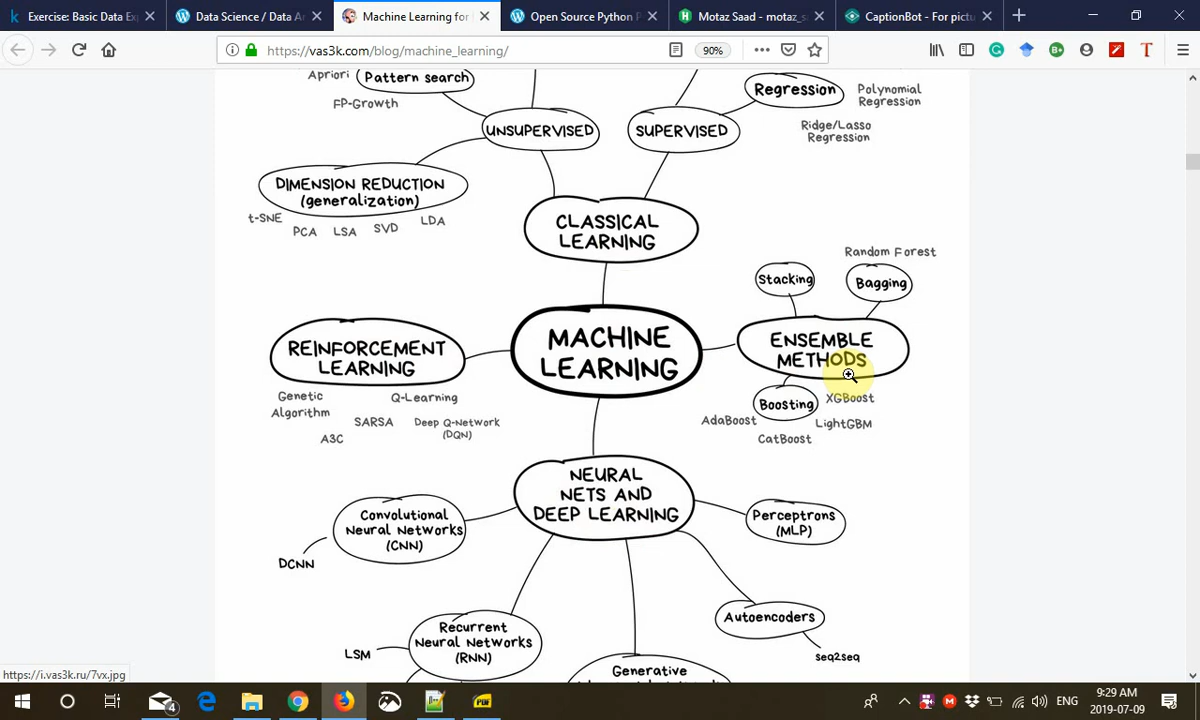 Exercise: Basic Data Ex
Data Science / Data A
Machine Learning for
Open Source Python
Motaz Saad - motaz_s
CaptionBot - For pictu
https://vas3k.com/blog/machine_learning/
90%
Apriori
Pattern search
FP-Growth
Regression
Polynomial
Regression
Ridge/Lasso
Regression
UNSUPERVISED
SUPERVISED
DIMENSION REDUCTION
(generalization)
t-SNE
PCA
LSA
SVD
LDA
CLASSICAL
LEARNING
Random Forest
Stacking
Bagging
MACHINE
LEARNING
ENSEMBLE
METHODS
REINFORCEMENT
LEARNING
Genetic
Algorithm
Q-Learning
SARSA
Deep Q-Network
(DQN)
A3C
Boosting
XGBoost
AdaBoost
LightGBM
CatBoost
NEURAL
NETS AND
DEEP LEARNING
Convolutional
Neural Networks
(CNN)
DCNN
Perceptrons
(MLP)
Autoencoders
seq2seq
Recurrent
Neural Networks
(RNN)
LSM
Generative
https://i.vas3k.ru/7vx.jpg
4
PDF
ENG
9:29 AM
2019-07-09